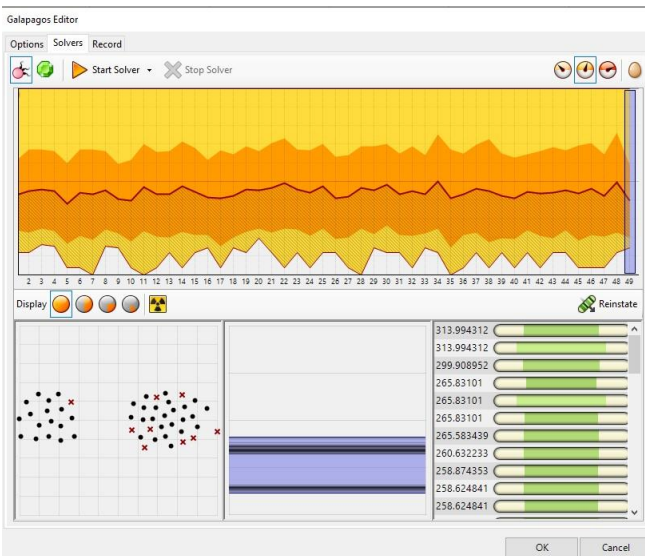 Galapagos Editor
Options Solvers Record
Start Solver Stop Solver
2 3 4 5 6 7 8 9 10 11 12 13 14 15 16 17 18 19 20 21 22 23 24 25 26 27 28 29 30 31 32 33 34 35 36 37 38 39 40 41 42 43 44 45 46 47 48 49
Display Reinstate
313.994312
313.994312
299.908952
265.83101
265.83101
265.83101
265.583439
260.632233
258.874353
258.624841
258.624841
OK Cancel